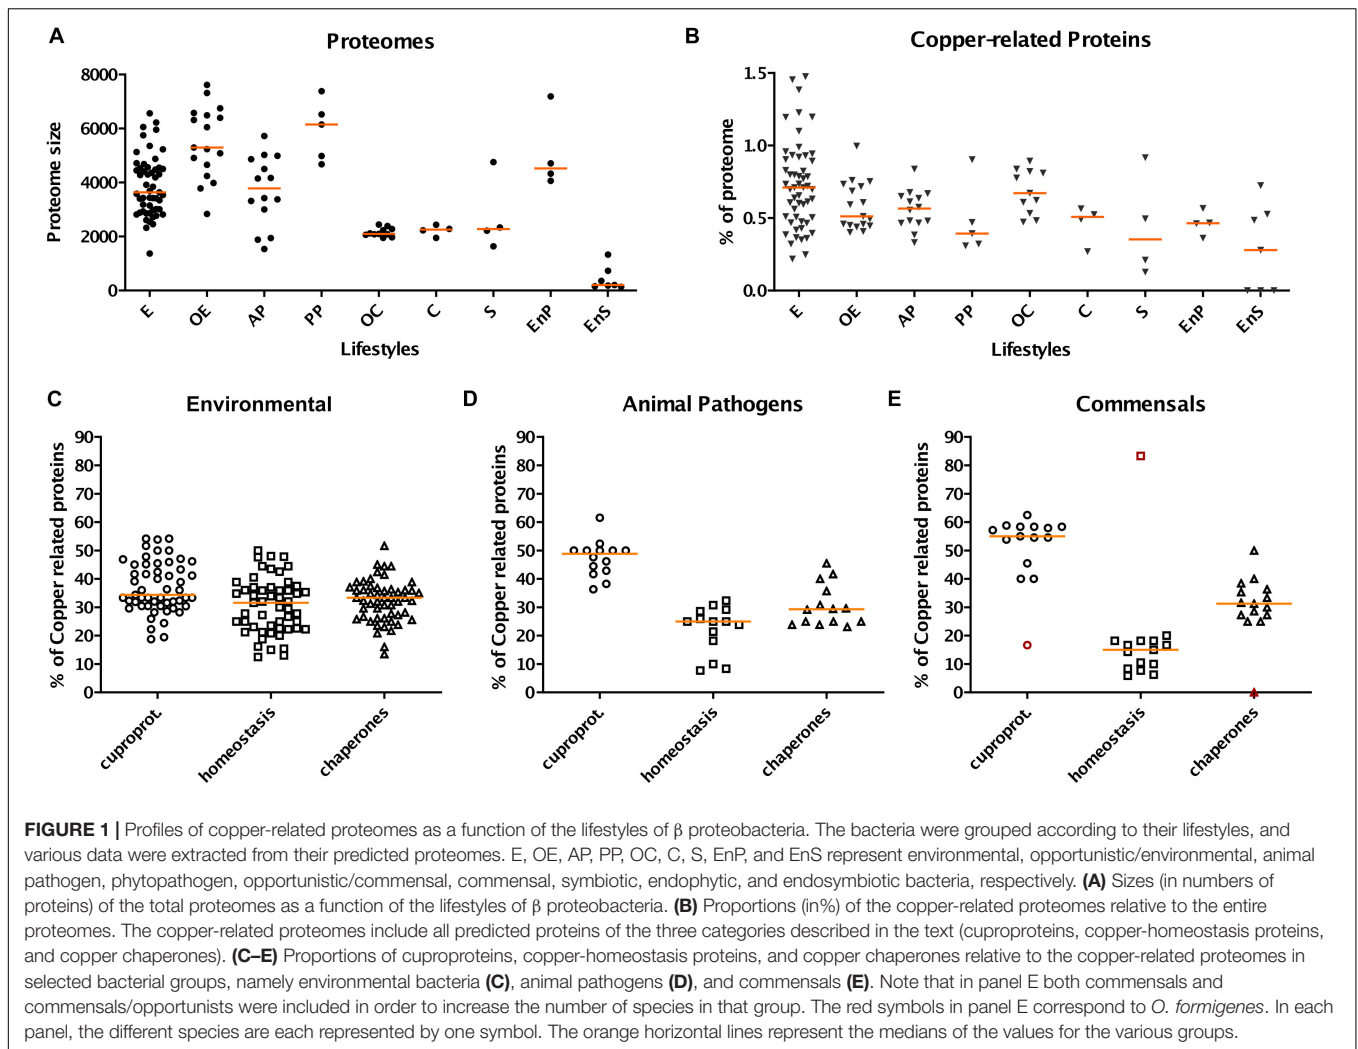 A
Proteomes
Proteome size
8000
6000
4000
2000
0
E
OE
AP
PP
OC
C
S
EnP
EnS
Lifestyles
B
Copper-related Proteins
% of proteome
1.5
1.0
0.5
0.0
E
OE
AP
PP
OC
C
S
EnP
EnS
Lifestyles
C
Environmental
% of Copper related proteins
90
80
70
60
50
40
30
20
10
0
cuproprot.
homeostasis
chaperones
D
Animal Pathogens
% of Copper related proteins
90
80
70
60
50
40
30
20
10
0
cuproprot.
homeostasis
chaperones
E
Commensals
% of Copper related proteins
90
80
70
60
50
40
30
20
10
0
cuproprot.
homeostasis
chaperones
FIGURE 1 | Profiles of copper-related proteomes as a function of the lifestyles of β proteobacteria. The bacteria were grouped according to their lifestyles, and
various data were extracted from their predicted proteomes. E, OE, AP, PP, OC, C, S, EnP, and EnS represent environmental, opportunistic/environmental, animal
pathogen, phytopathogen, opportunistic/commensal, commensal, symbiotic, endophytic, and endosymbiotic bacteria, respectively. (A) Sizes (in numbers of
proteins) of the total proteomes as a function of the lifestyles of β proteobacteria. (B) Proportions (in%) of the copper-related proteomes relative to the entire
proteomes. The copper-related proteomes include all predicted proteins of the three categories described in the text (cuproproteins, copper-homeostasis proteins,
and copper chaperones). (C–E) Proportions of cuproproteins, copper-homeostasis proteins, and copper chaperones relative to the copper-related proteomes in
selected bacterial groups, namely environmental bacteria (C), animal pathogens (D), and commensals (E). Note that in panel E both commensals and
commensals/opportunists were included in order to increase the number of species in that group. The red symbols in panel E correspond to O. formigenes. In each
panel, the different species are each represented by one symbol. The orange horizontal lines represent the medians of the values for the various groups.